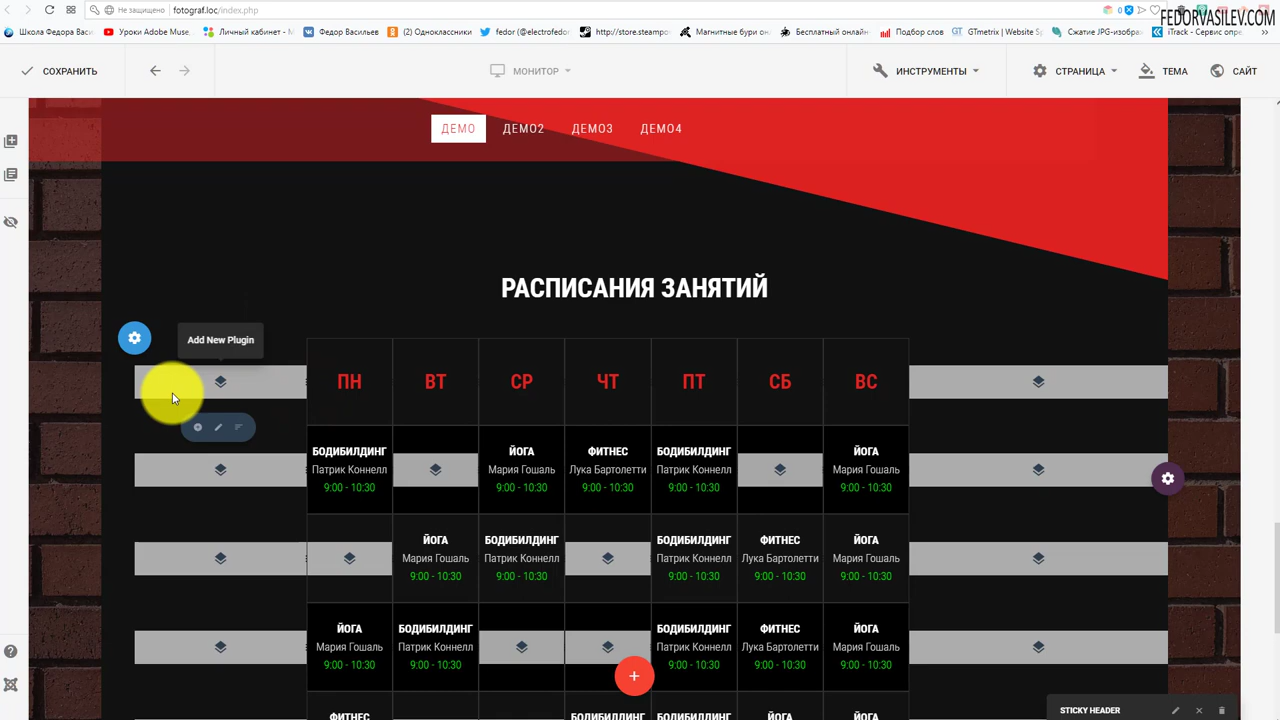 Не защищено fotograf.loc/index.php
FEDORVASILEV.COM
Школа Федора Васи
Уроки Adobe Muse
Личный кабинет - М
Федор Васильев
(2) Одноклассники
fedor (@electrofedor
http://store.steampo
Магнитные бури он
Бесплатный онлайн
Подбор слов
GTmetrix | Website S
Сжатие JPG-изобра
iTrack - Сервис опре
СОХРАНИТЬ
МОНИТОР
ИНСТРУМЕНТЫ
СТРАНИЦА
ТЕМА
САЙТ
ДЕМО ДЕМО2 ДЕМО3 ДЕМО4
РАСПИСАНИЯ ЗАНЯТИЙ
Add New Plugin
ПН ВТ СР ЧТ ПТ СБ ВС
БОДИБИЛДИНГ ЙОГА ФИТНЕС БОДИБИЛДИНГ ЙОГА
Патрик Коннелл Мария Гошаль Лука Бартолетти Патрик Коннелл Мария Гошаль
9:00 - 10:30 9:00 - 10:30 9:00 - 10:30 9:00 - 10:30 9:00 - 10:30
ЙОГА БОДИБИЛДИНГ БОДИБИЛДИНГ ФИТНЕС ЙОГА
Мария Гошаль Патрик Коннелл Патрик Коннелл Лука Бартолетти Мария Гошаль
9:00 - 10:30 9:00 - 10:30 9:00 - 10:30 9:00 - 10:30 9:00 - 10:30
ЙОГА БОДИБИЛДИНГ БОДИБИЛДИНГ ФИТНЕС ЙОГА
Мария Гошаль Патрик Коннелл Патрик Коннелл Лука Бартолетти Мария Гошаль
9:00 - 10:30 9:00 - 10:30 9:00 - 10:30 9:00 - 10:30 9:00 - 10:30
ФИТНЕС БОДИБИЛДИНГ БОДИБИЛДИНГ ЙОГА ЙОГА
STICKY HEADER